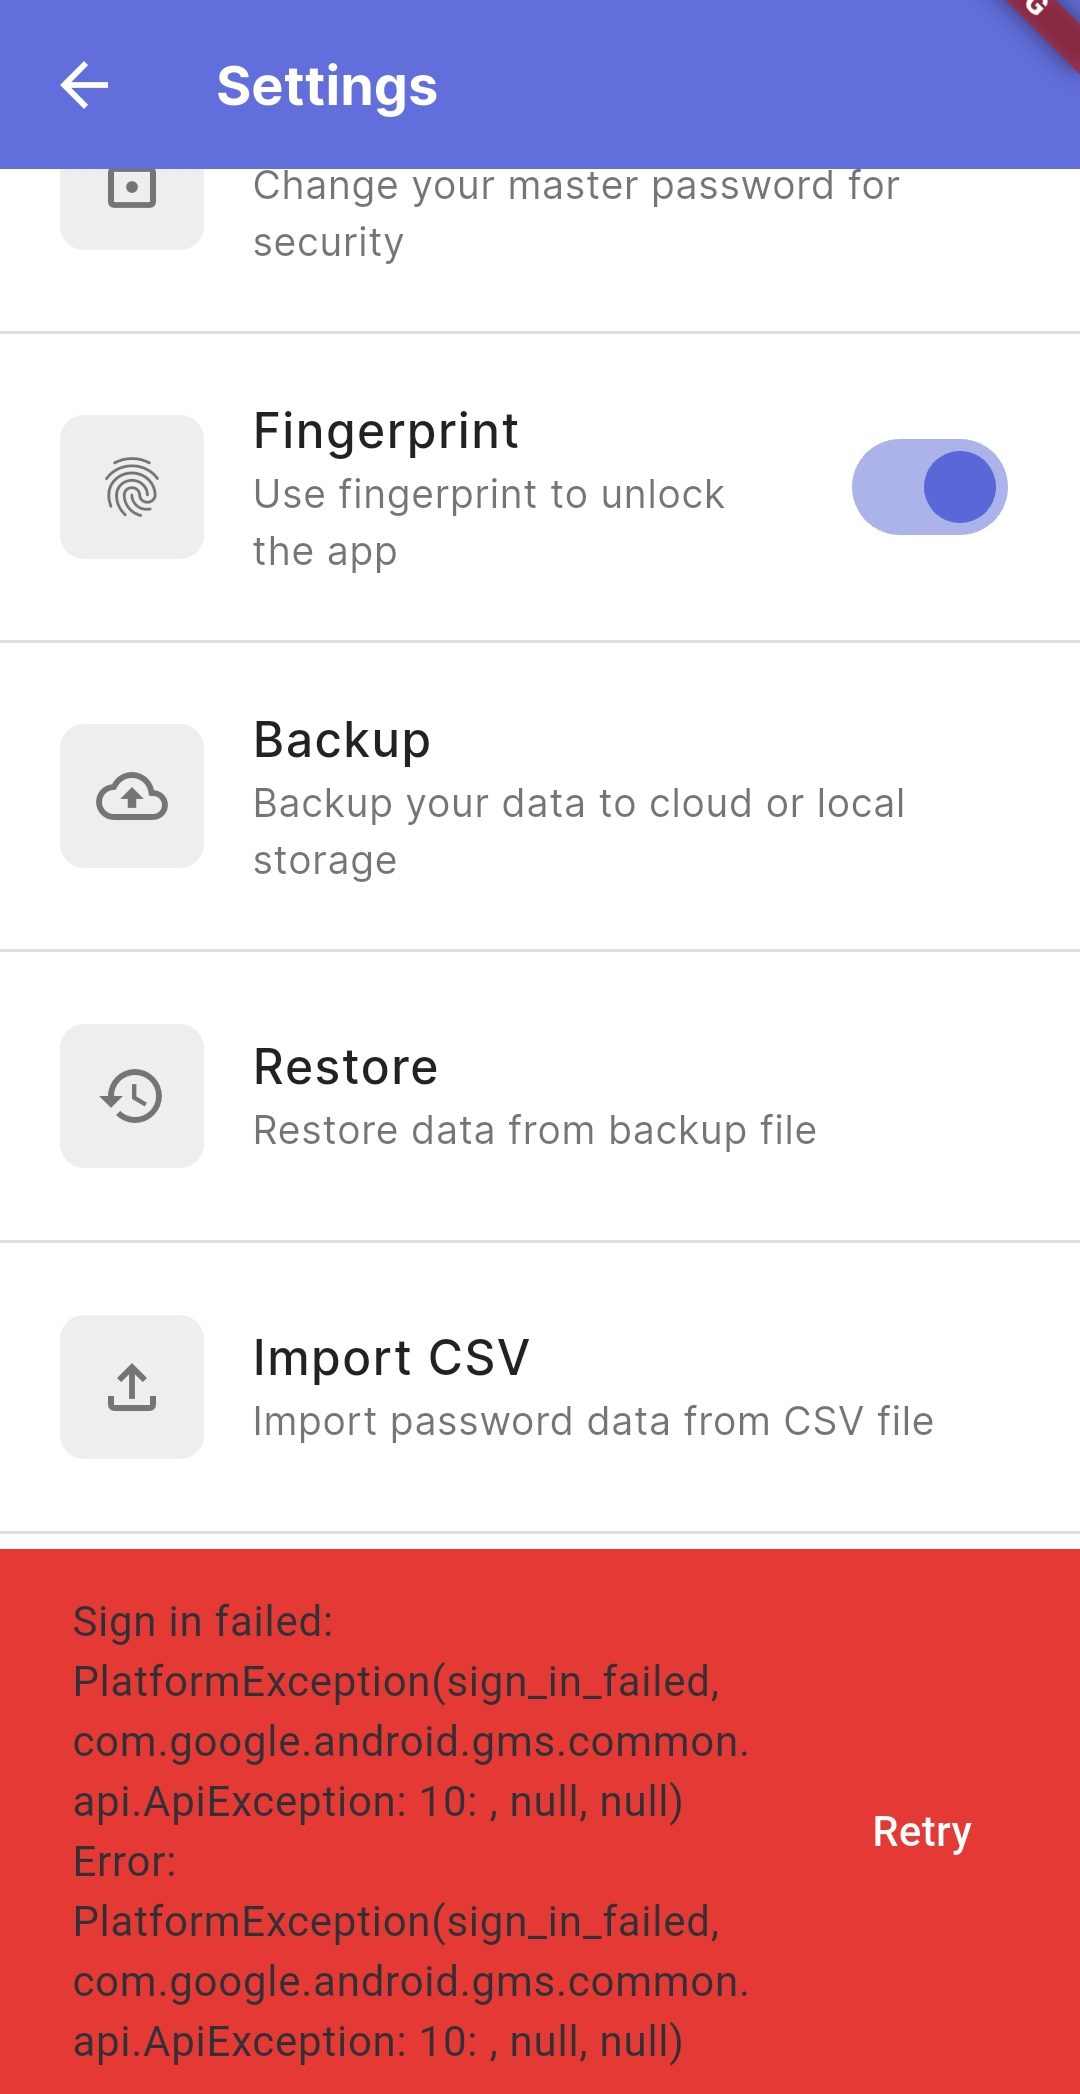 G
Settings
Change your master password for
security
Fingerprint
Use fingerprint to unlock
the app
Backup
Backup your data to cloud or local
storage
Restore
Restore data from backup file
Import CSV
Import password data from CSV file
Sign in failed:
PlatformException(sign_in_failed,
com.google.android.gms.common.
api.ApiException: 10: , null, null)
Error:
PlatformException(sign_in_failed,
com.google.android.gms.common.
api.ApiException: 10: , null, null)
Retry